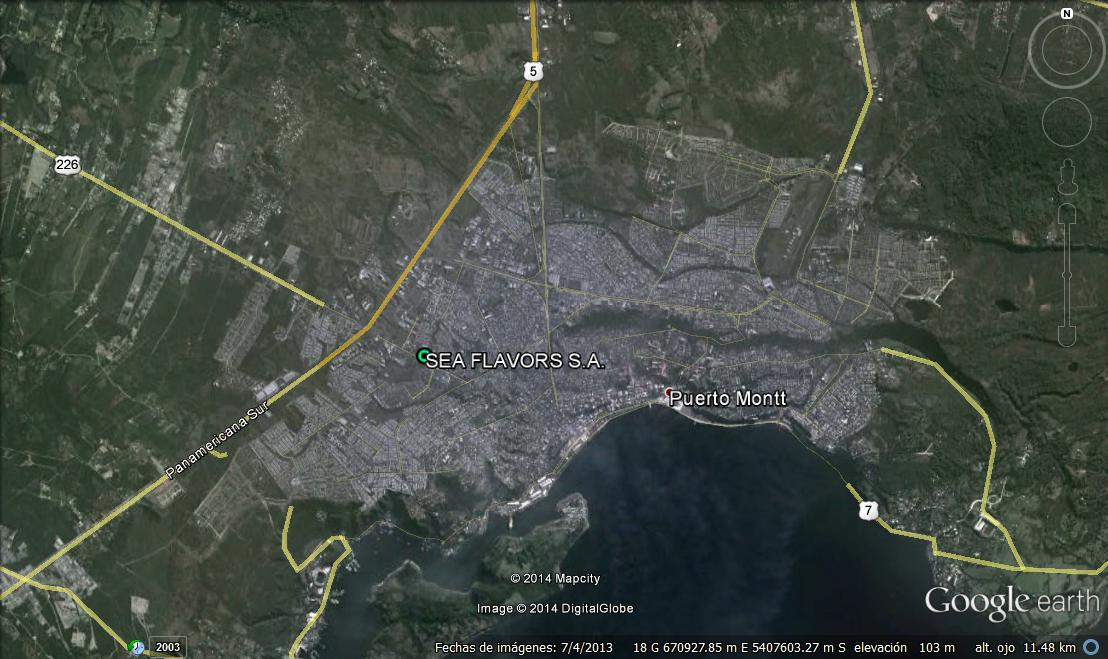 N
5
226
SEA FLAVORS S.A.
Puerto Montt
Panamericana Sur
7
© 2014 Mapcity
Image © 2014 DigitalGlobe
Google earth
2003
Fechas de imágenes: 7/4/2013 18 G 670927.85 m E 5407603.27 m S elevación 103 m alt. ojo 11.48 km